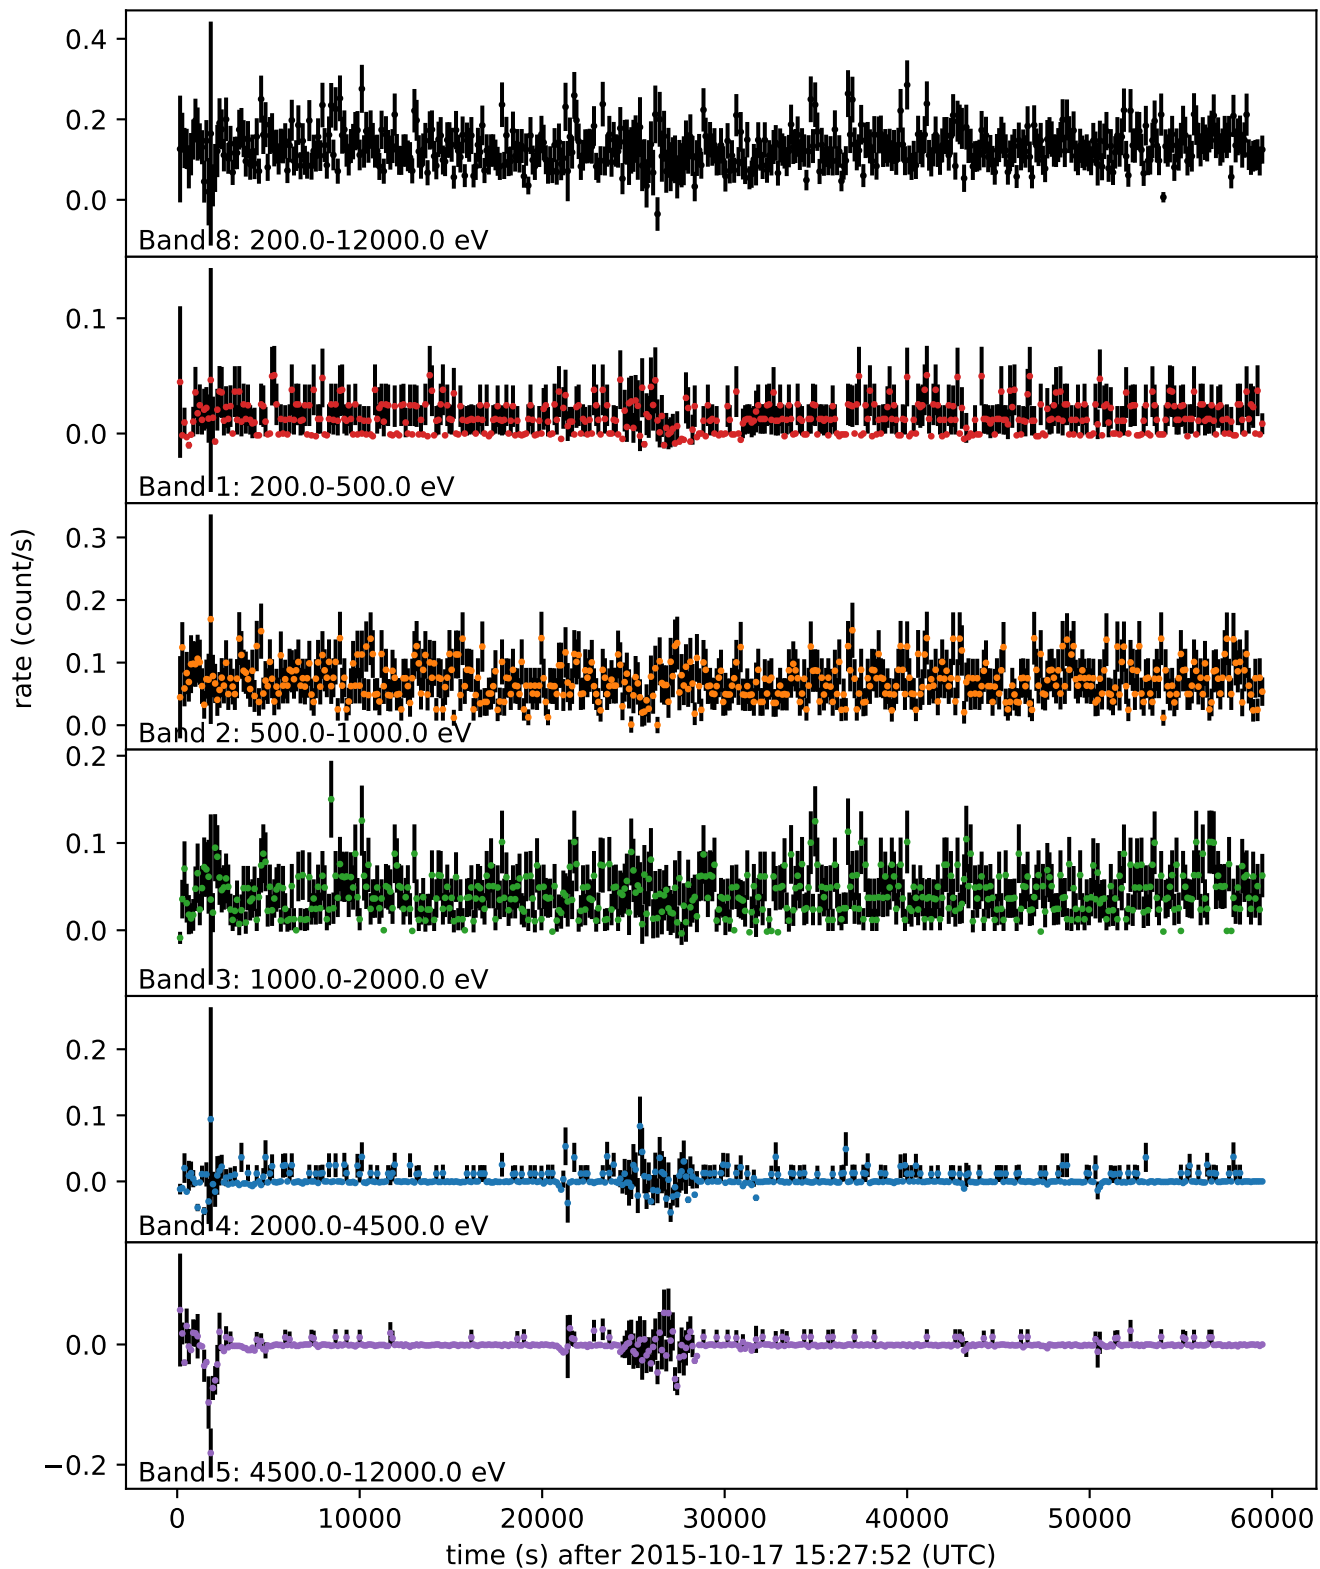 0.4
0.2
0.0
Band 8: 200.0-12000.0 eV
0.1
0.0
Band 1: 200.0-500.0 eV
rate (count/s)
0.3
0.2
0.1
0.0
Band 2: 500.0-1000.0 eV
0.2
0.1
0.0
Band 3: 1000.0-2000.0 eV
0.2
0.1
0.0
Band 4: 2000.0-4500.0 eV
0.0
−0.2
Band 5: 4500.0-12000.0 eV
0 10000 20000 30000 40000 50000 60000
time (s) after 2015-10-17 15:27:52 (UTC)